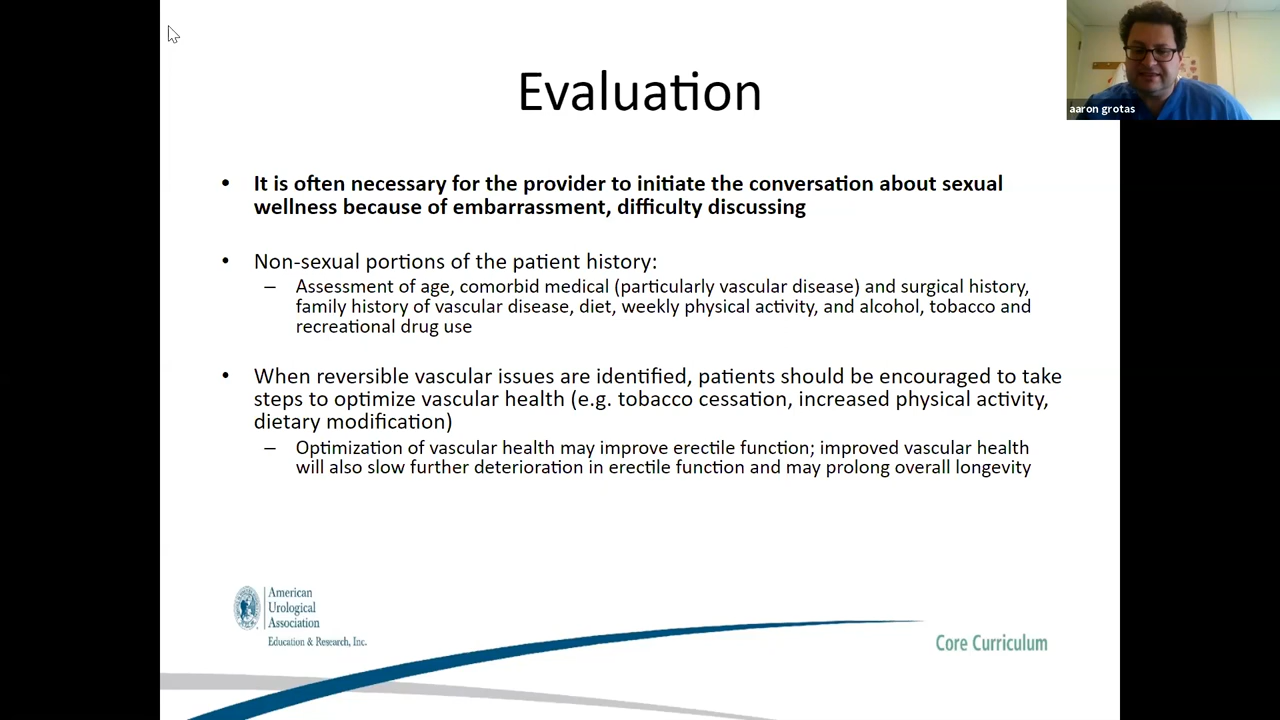 Evaluation
aaron grotas
• It is often necessary for the provider to initiate the conversation about sexual
wellness because of embarrassment, difficulty discussing
• Non-sexual portions of the patient history:
– Assessment of age, comorbid medical (particularly vascular disease) and surgical history,
family history of vascular disease, diet, weekly physical activity, and alcohol, tobacco and
recreational drug use
• When reversible vascular issues are identified, patients should be encouraged to take
steps to optimize vascular health (e.g. tobacco cessation, increased physical activity,
dietary modification)
– Optimization of vascular health may improve erectile function; improved vascular health
will also slow further deterioration in erectile function and may prolong overall longevity
American
Urological
Association
Education & Research, Inc.
Core Curriculum